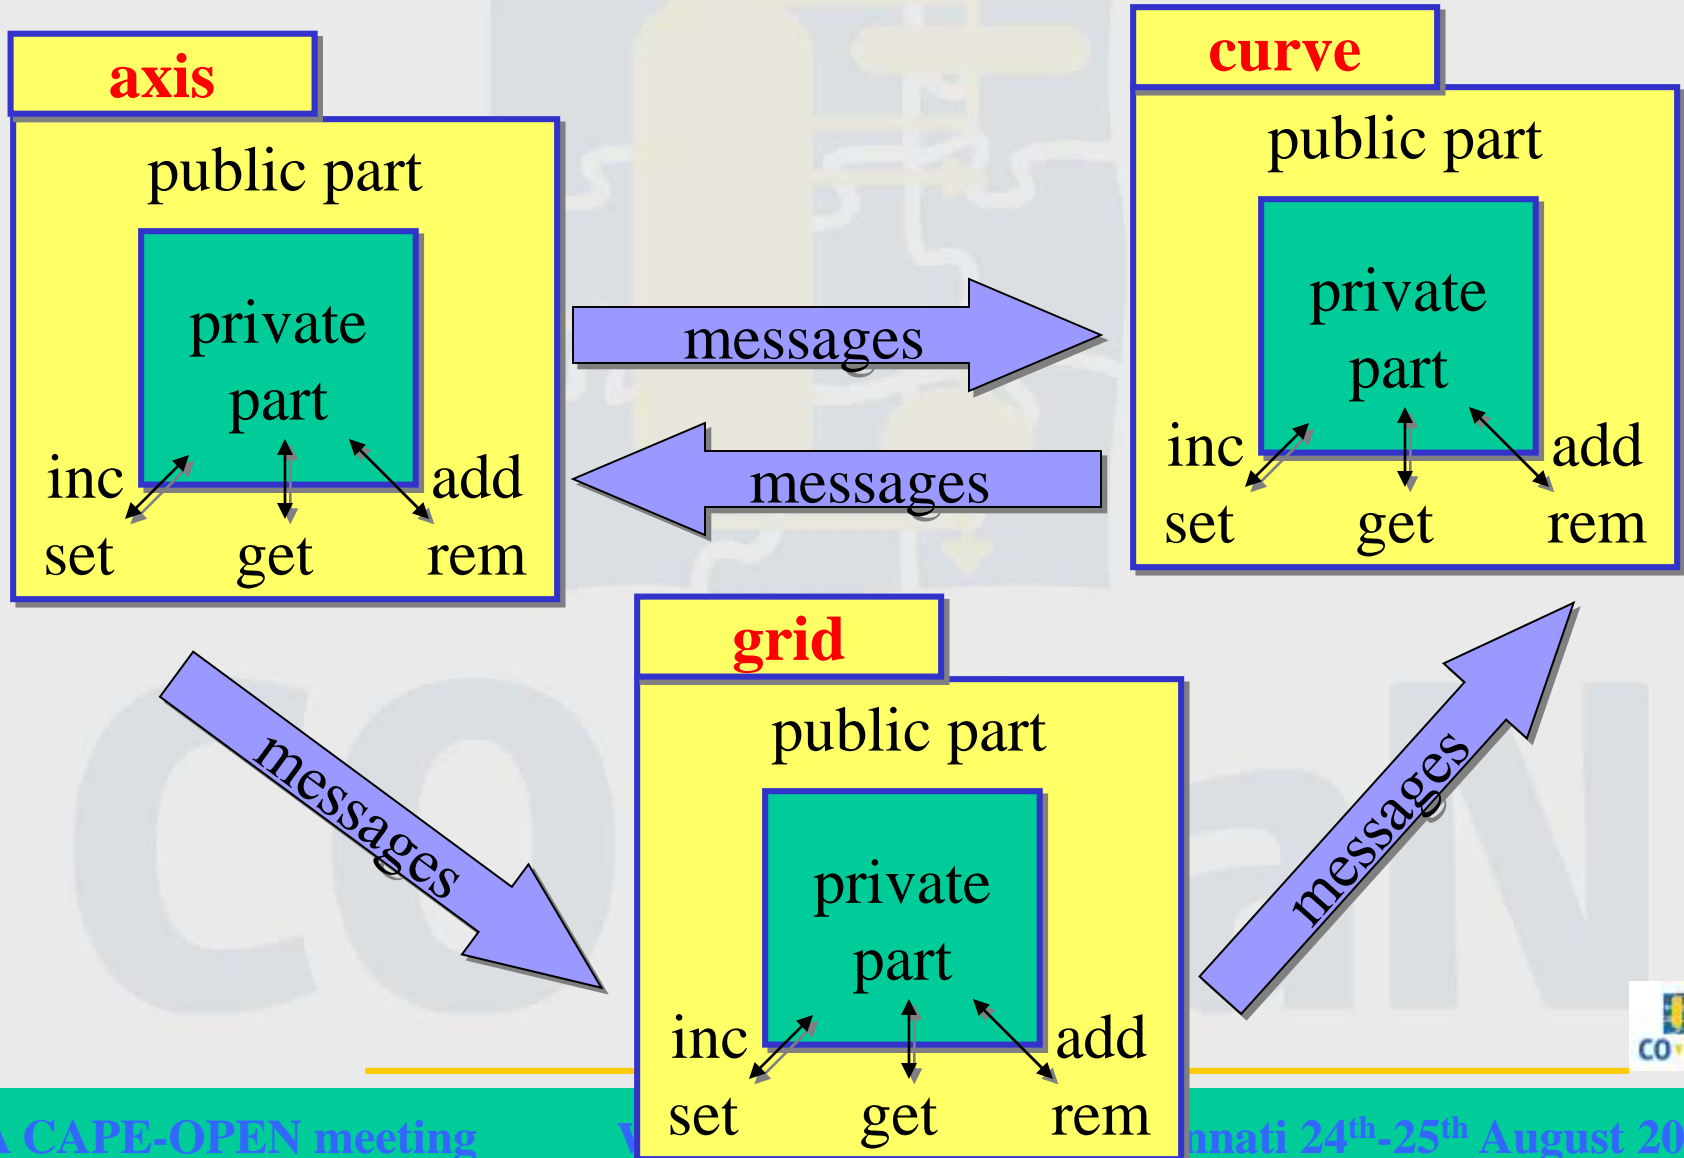 axis
public part
private
part
inc
add
set get rem
messages
messages
curve
public part
private
part
inc
add
set get rem
messages
grid
public part
private
part
inc
add
set get rem
messages
CO
CAPE-OPEN meeting
24th-25th August